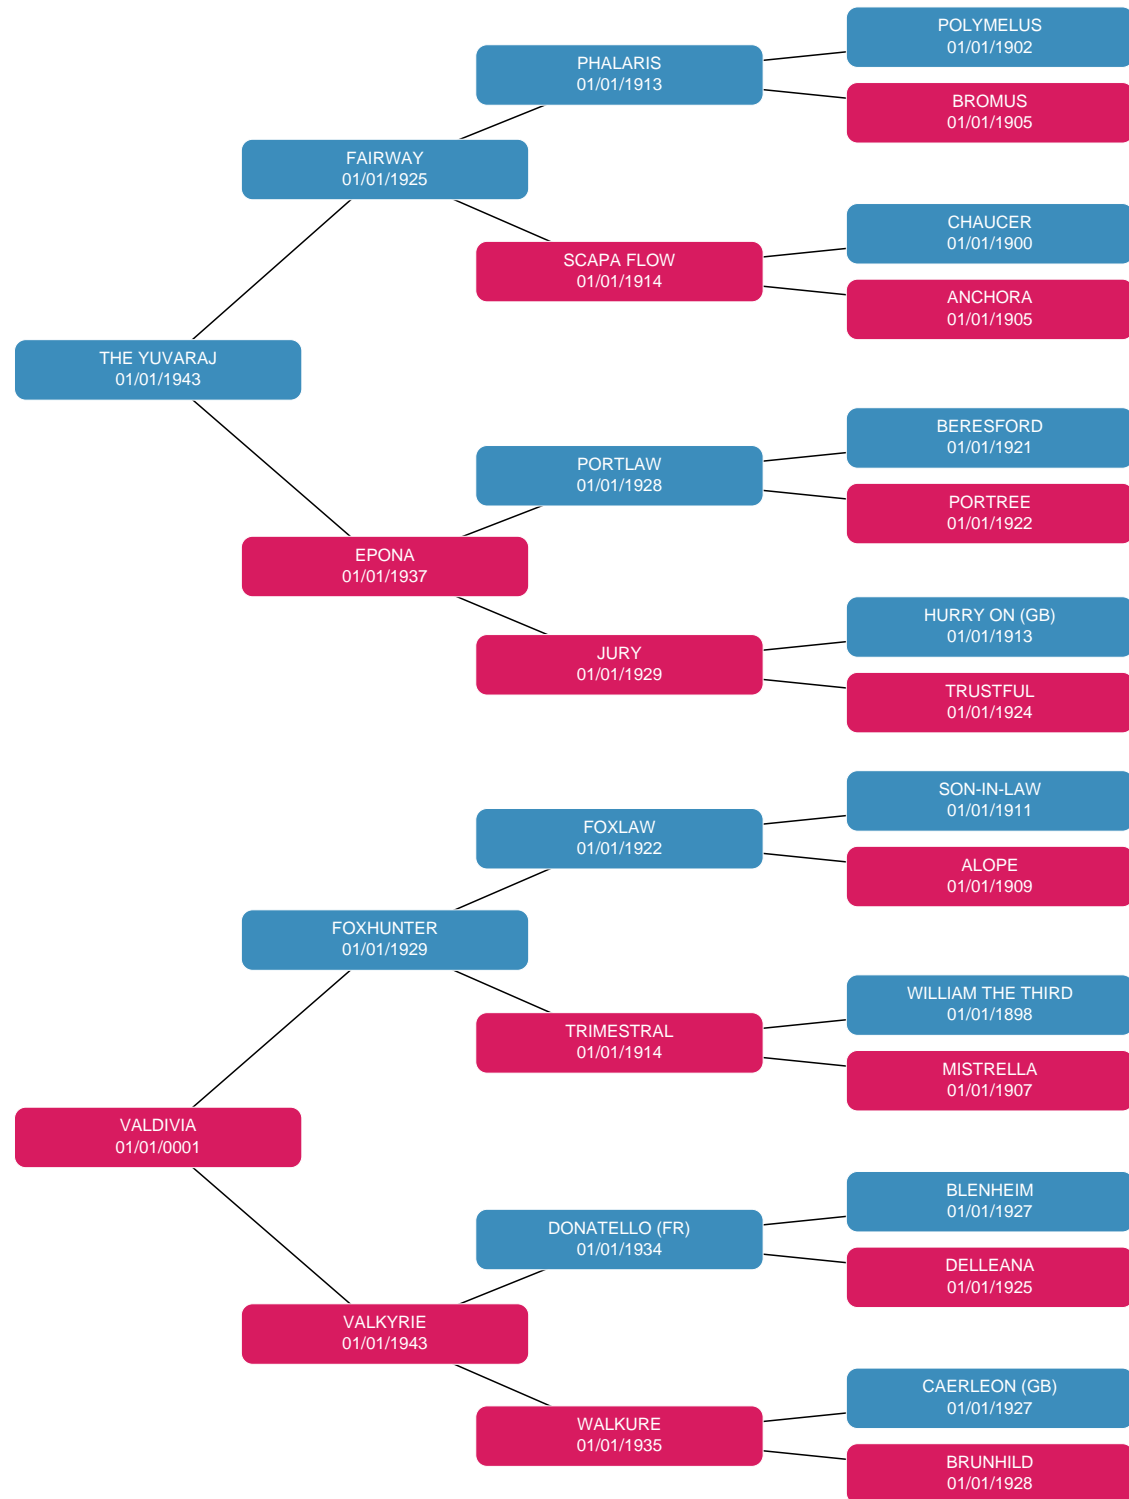 POLYMELUS
01/01/1902
PHALARIS
01/01/1913
BROMUS
01/01/1905
FAIRWAY
01/01/1925
CHAUCER
01/01/1900
SCAPA FLOW
01/01/1914
ANCHORA
01/01/1905
THE YUVARAJ
01/01/1943
BERESFORD
01/01/1921
PORTLAW
01/01/1928
PORTREE
01/01/1922
EPONA
01/01/1937
HURRY ON (GB)
01/01/1913
JURY
01/01/1929
TRUSTFUL
01/01/1924
SON-IN-LAW
01/01/1911
FOXLAW
01/01/1922
ALOPE
01/01/1909
FOXHUNTER
01/01/1929
WILLIAM THE THIRD
01/01/1898
TRIMESTRAL
01/01/1914
MISTRELLA
01/01/1907
VALDIVIA
01/01/0001
BLENHEIM
01/01/1927
DONATELLO (FR)
01/01/1934
DELLEANA
01/01/1925
VALKYRIE
01/01/1943
CAERLEON (GB)
01/01/1927
WALKURE
01/01/1935
BRUNHILD
01/01/1928